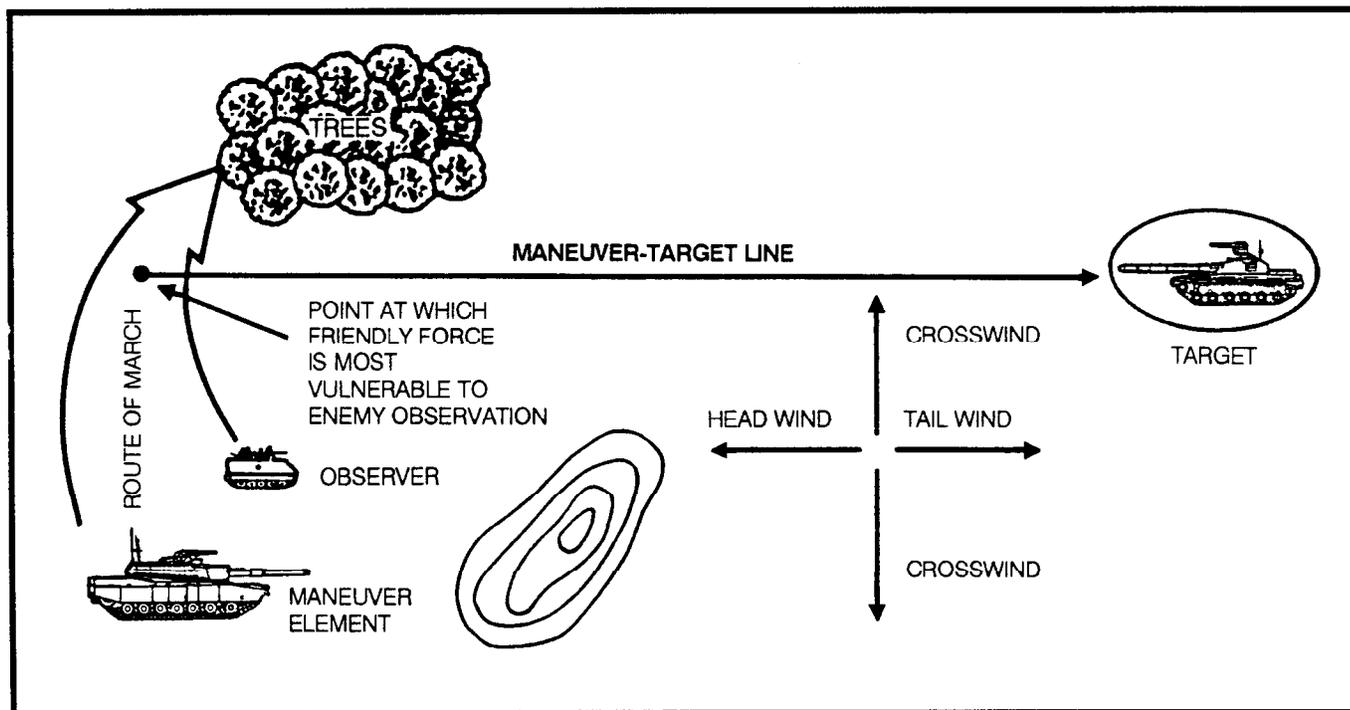 TREES
MANEUVER-TARGET LINE
POINT AT WHICH
FRIENDLY FORCE
IS MOST
VULNERABLE TO
ENEMY OBSERVATION
ROUTE OF MARCH
CROSSWIND
TARGET
HEAD WIND
TAIL WIND
OBSERVER
CROSSWIND
MANEUVER
ELEMENT